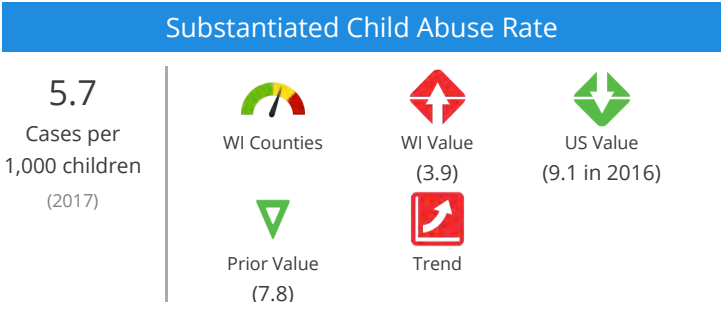 Substantiated Child Abuse Rate
5.7
Cases per
1,000 children
(2017)
WI Counties
WI Value
(3.9)
US Value
(9.1 in 2016)
Prior Value
(7.8)
Trend